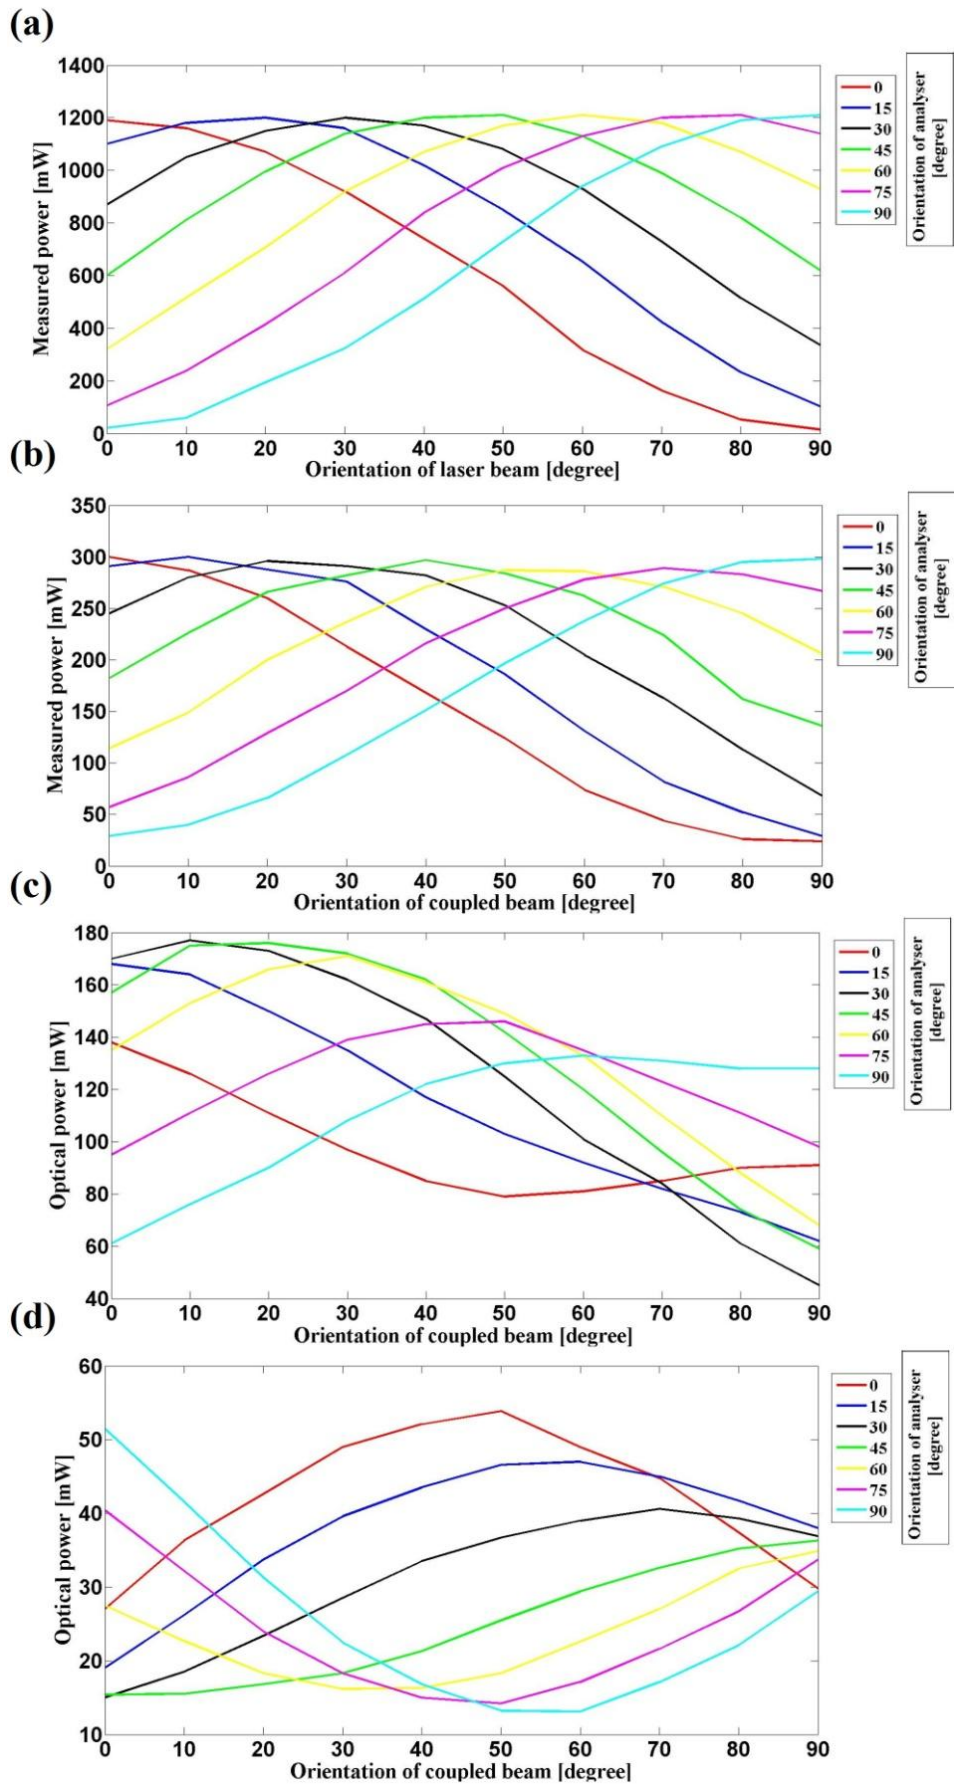 (a)
1400
1200
1000
800
600
400
200
0
Measured power [mW]
0 10 20 30 40 50 60 70 80 90
Orientation of laser beam [degree]
0
15
30
45
60
75
90
Orientation of analyser
[degree]
(b)
350
300
250
200
150
100
50
0
Measured power [mW]
0 10 20 30 40 50 60 70 80 90
Orientation of coupled beam [degree]
0
15
30
45
60
75
90
Orientation of analyser
[degree]
(c)
180
160
140
120
100
80
60
40
Optical power [mW]
0 10 20 30 40 50 60 70 80 90
Orientation of coupled beam [degree]
0
15
30
45
60
75
90
Orientation of analyser
[degree]
(d)
60
50
40
30
20
10
Optical power [mW]
0 10 20 30 40 50 60 70 80 90
Orientation of coupled beam [degree]
0
15
30
45
60
75
90
Orientation of analyser
[degree]